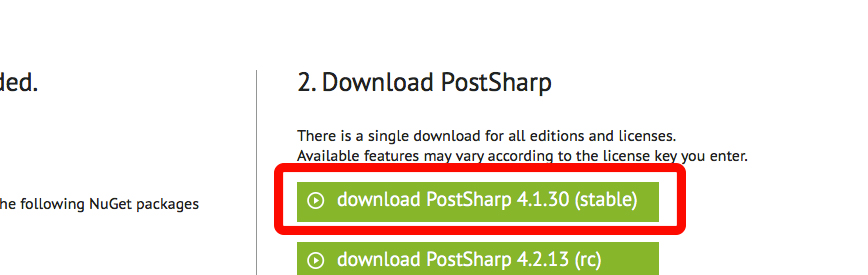 ded.
2. Download PostSharp
There is a single download for all editions and licenses.
Available features may vary according to the license key you enter.
he following NuGet packages
download PostSharp 4.1.30 (stable)
download PostSharp 4.2.13 (rc)